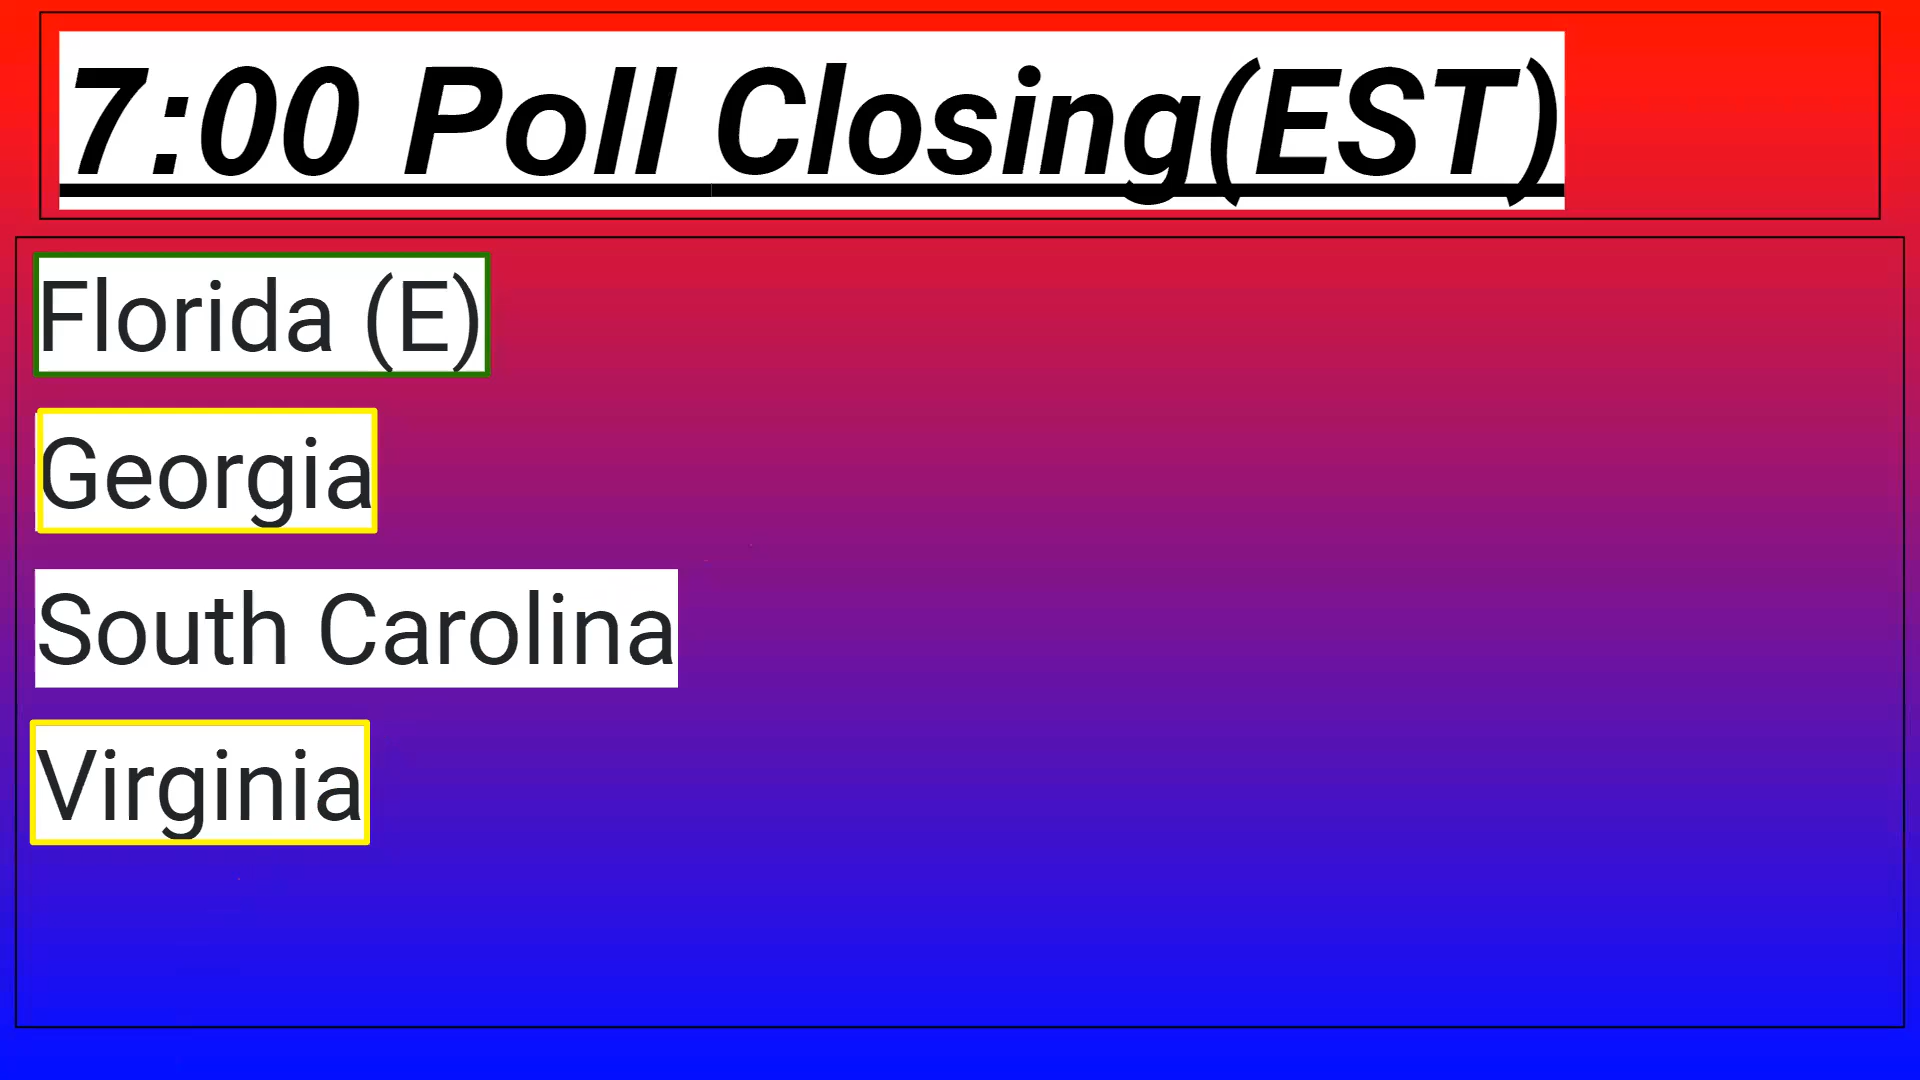 7:00 Poll Closing(EST)
Florida (E)
Georgia
South Carolina
Virginia